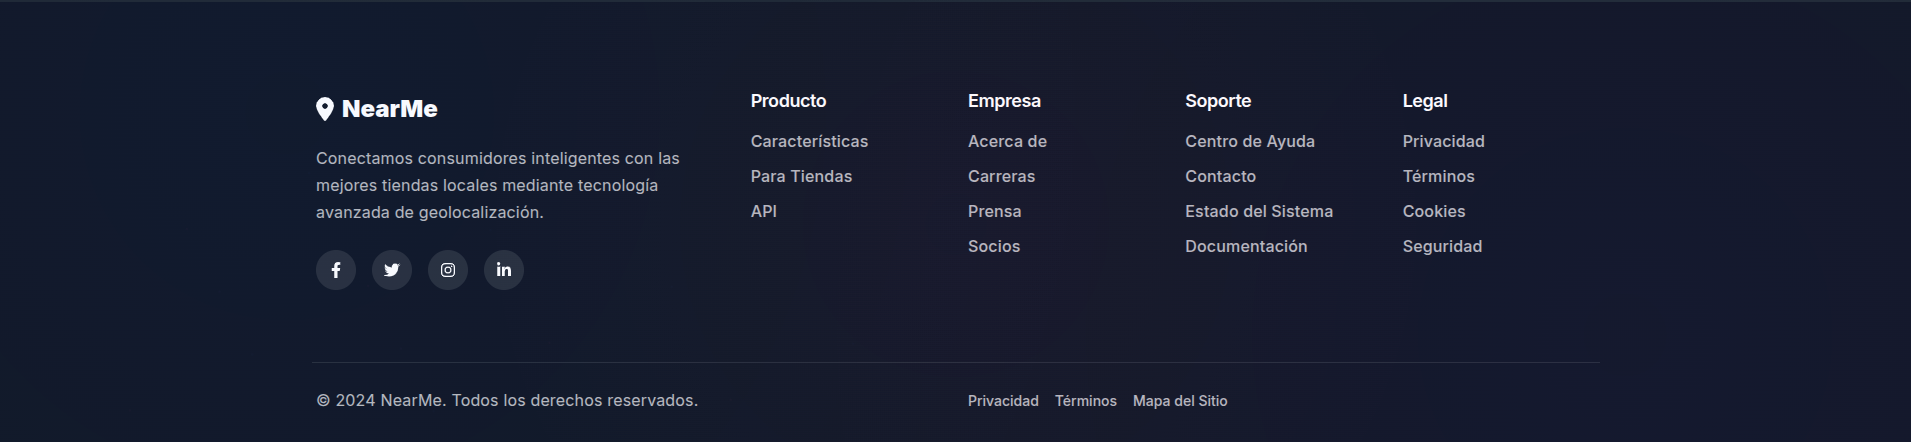 NearMe
Conectamos consumidores inteligentes con las
mejores tiendas locales mediante tecnología
avanzada de geolocalización.
Producto
Características
Para Tiendas
API
Empresa
Acerca de
Carreras
Prensa
Socios
Soporte
Centro de Ayuda
Contacto
Estado del Sistema
Documentación
Legal
Privacidad
Términos
Cookies
Seguridad
© 2024 NearMe. Todos los derechos reservados.
Privacidad Términos Mapa del Sitio